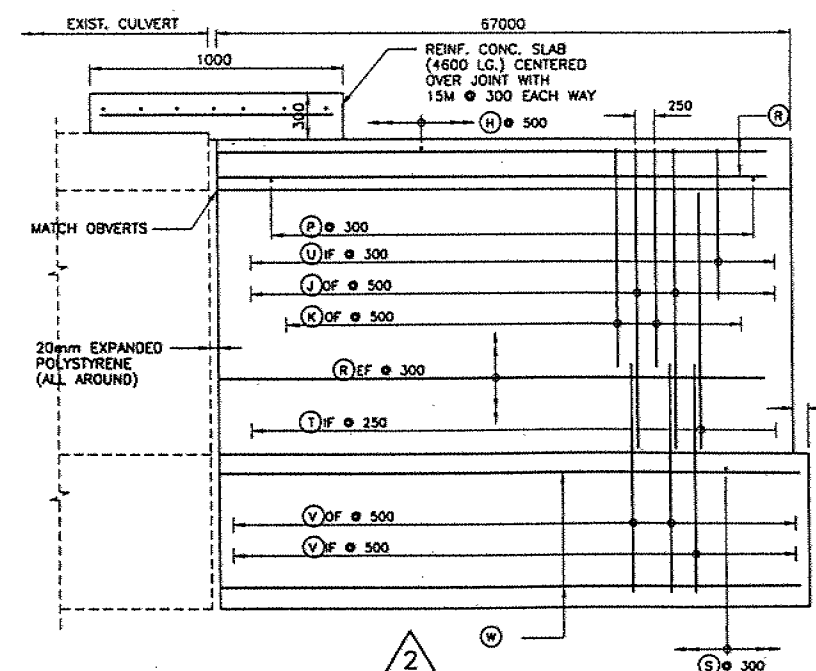 EXIST. CULVERT
67000
1000
REINF. CONC. SLAB
(4600 LG.) CENTERED
OVER JOINT WITH
15M @ 300 EACH WAY
300
H @ 500
250
R
MATCH OBVERTS
P @ 300
U IF @ 300
J OF @ 500
K OF @ 500
20mm EXPANDED
POLYSTYRENE
(ALL AROUND)
R EF @ 300
T IF @ 250
V OF @ 500
V IF @ 500
W
2
S @ 300